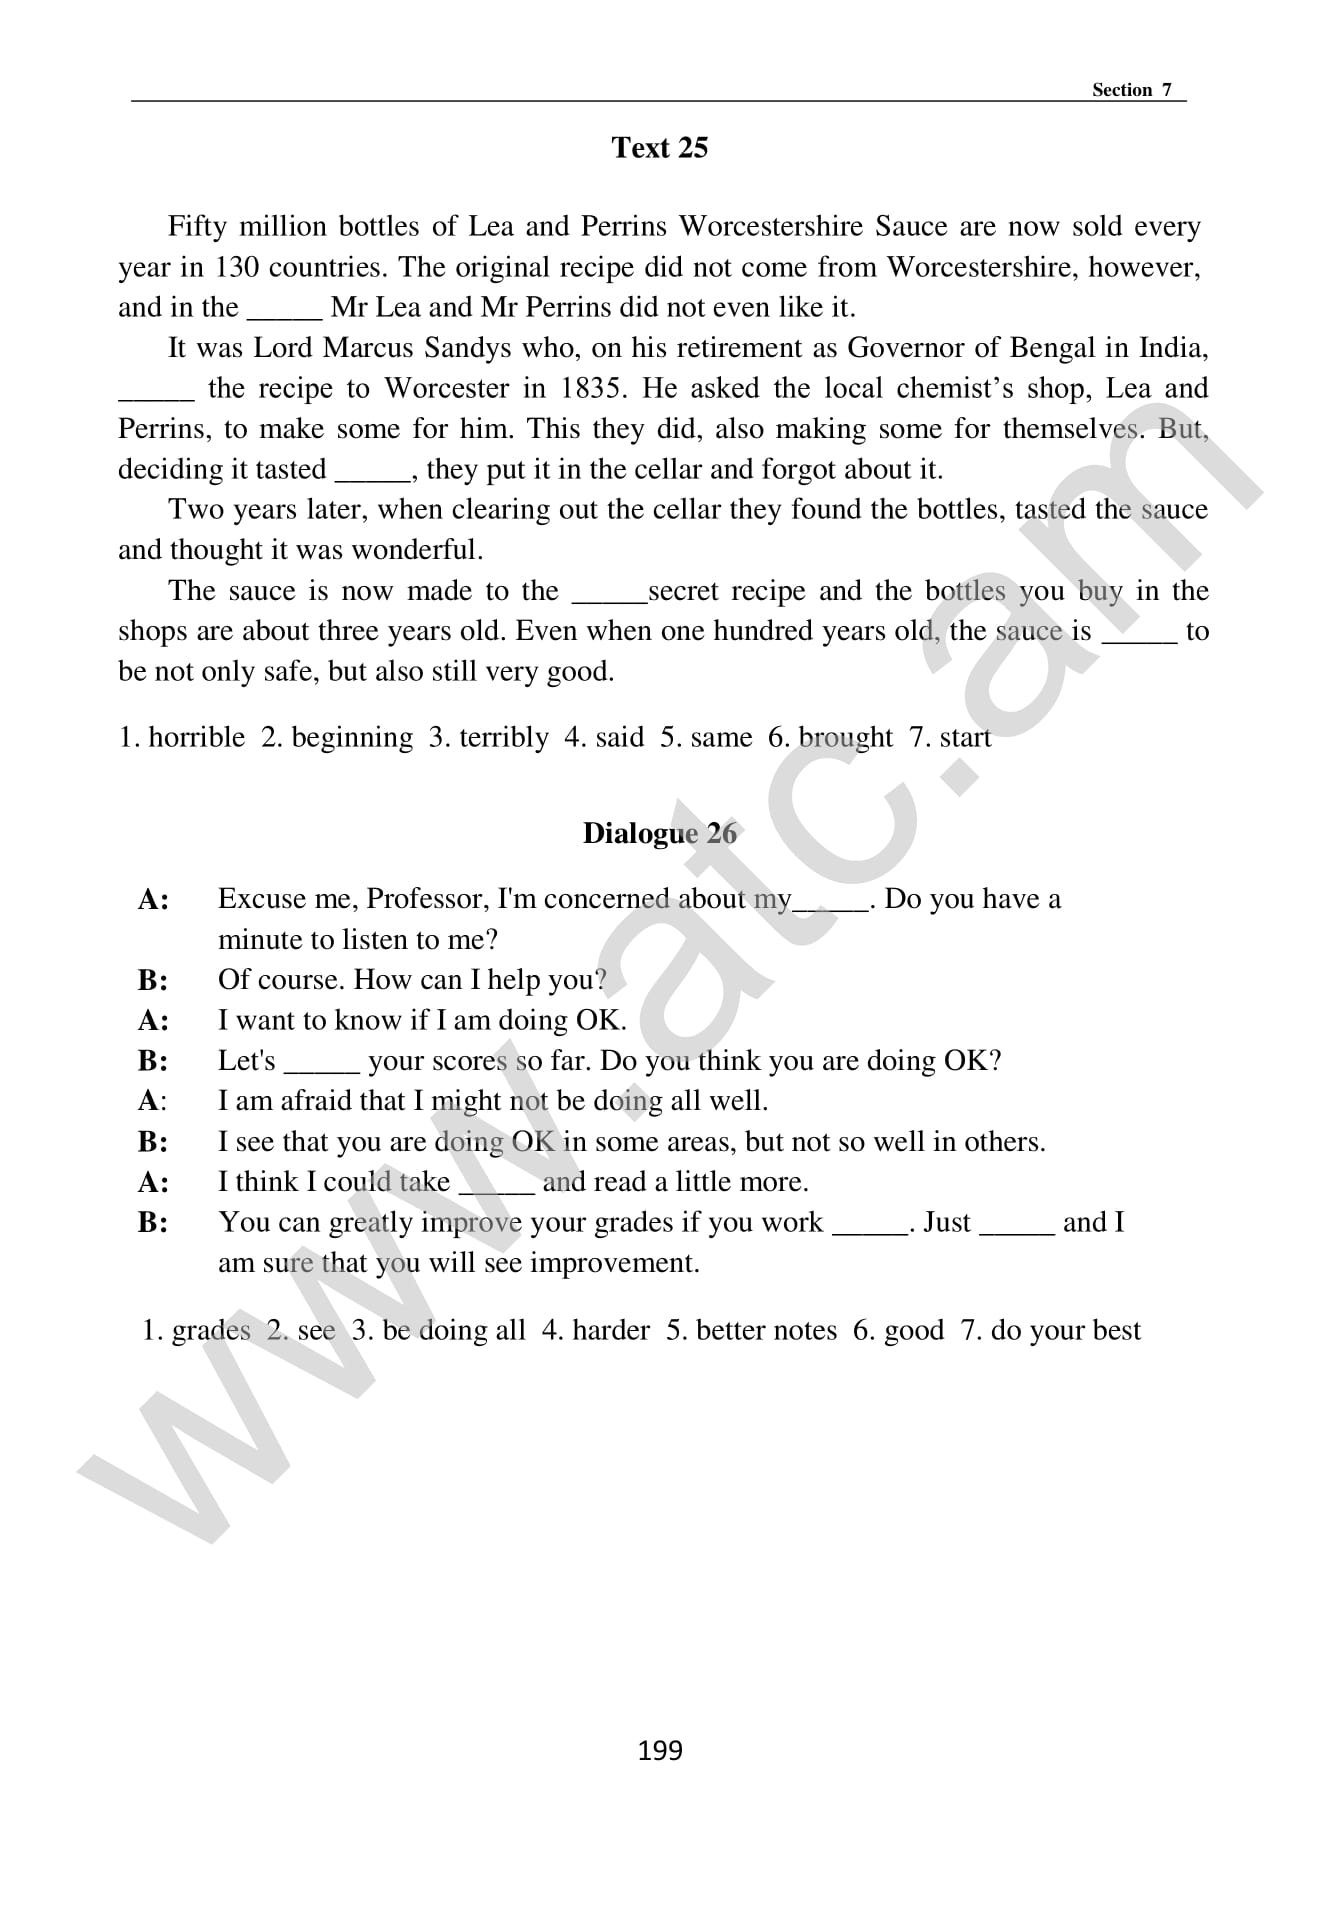 Section 7
Text 25
Fifty million bottles of Lea and Perrins Worcestershire Sauce are now sold every
year in 130 countries. The original recipe did not come from Worcestershire, however,
and in the _____ Mr Lea and Mr Perrins did not even like it.
It was Lord Marcus Sandys who, on his retirement as Governor of Bengal in India,
_____ the recipe to Worcester in 1835. He asked the local chemist’s shop, Lea and
Perrins, to make some for him. This they did, also making some for themselves. But,
deciding it tasted _____, they put it in the cellar and forgot about it.
Two years later, when clearing out the cellar they found the bottles, tasted the sauce
and thought it was wonderful.
The sauce is now made to the _____secret recipe and the bottles you buy in the
shops are about three years old. Even when one hundred years old, the sauce is _____ to
be not only safe, but also still very good.
1. horrible 2. beginning 3. terribly 4. said 5. same 6. brought 7. start
Dialogue 26
A: Excuse me, Professor, I'm concerned about my_____. Do you have a
minute to listen to me?
B: Of course. How can I help you?
A: I want to know if I am doing OK.
B: Let's _____ your scores so far. Do you think you are doing OK?
A: I am afraid that I might not be doing all well.
B: I see that you are doing OK in some areas, but not so well in others.
A: I think I could take _____ and read a little more.
B: You can greatly improve your grades if you work _____. Just _____ and I
am sure that you will see improvement.
1. grades 2. see 3. be doing all 4. harder 5. better notes 6. good 7. do your best
199
www.atc.am